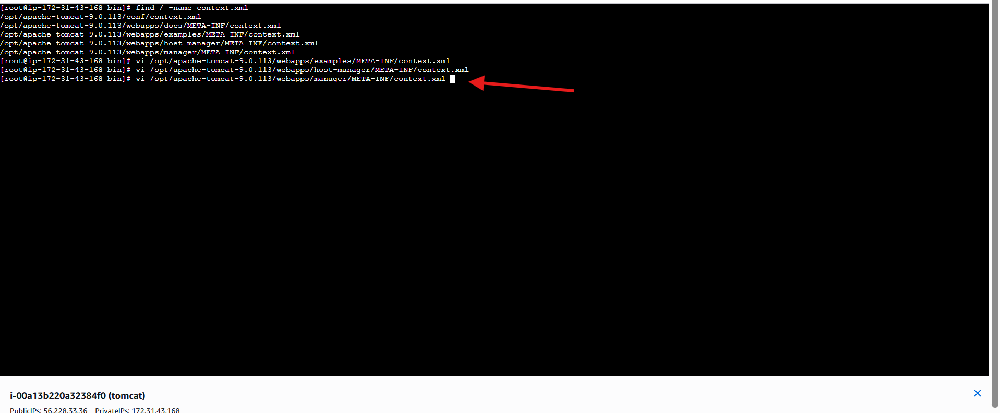 [root@ip-172-31-43-168 bin]# find / -name context.xml
/opt/apache-tomcat-9.0.113/conf/context.xml
/opt/apache-tomcat-9.0.113/webapps/docs/META-INF/context.xml
/opt/apache-tomcat-9.0.113/webapps/examples/META-INF/context.xml
/opt/apache-tomcat-9.0.113/webapps/host-manager/META-INF/context.xml
/opt/apache-tomcat-9.0.113/webapps/manager/META-INF/context.xml
[root@ip-172-31-43-168 bin]# vi /opt/apache-tomcat-9.0.113/webapps/examples/META-INF/context.xml
[root@ip-172-31-43-168 bin]# vi /opt/apache-tomcat-9.0.113/webapps/host-manager/META-INF/context.xml
[root@ip-172-31-43-168 bin]# vi /opt/apache-tomcat-9.0.113/webapps/manager/META-INF/context.xml
i-00a13b220a32384f0 (tomcat)
PublicIPs: 56.228.33.36 PrivateIPs: 172.31.43.168